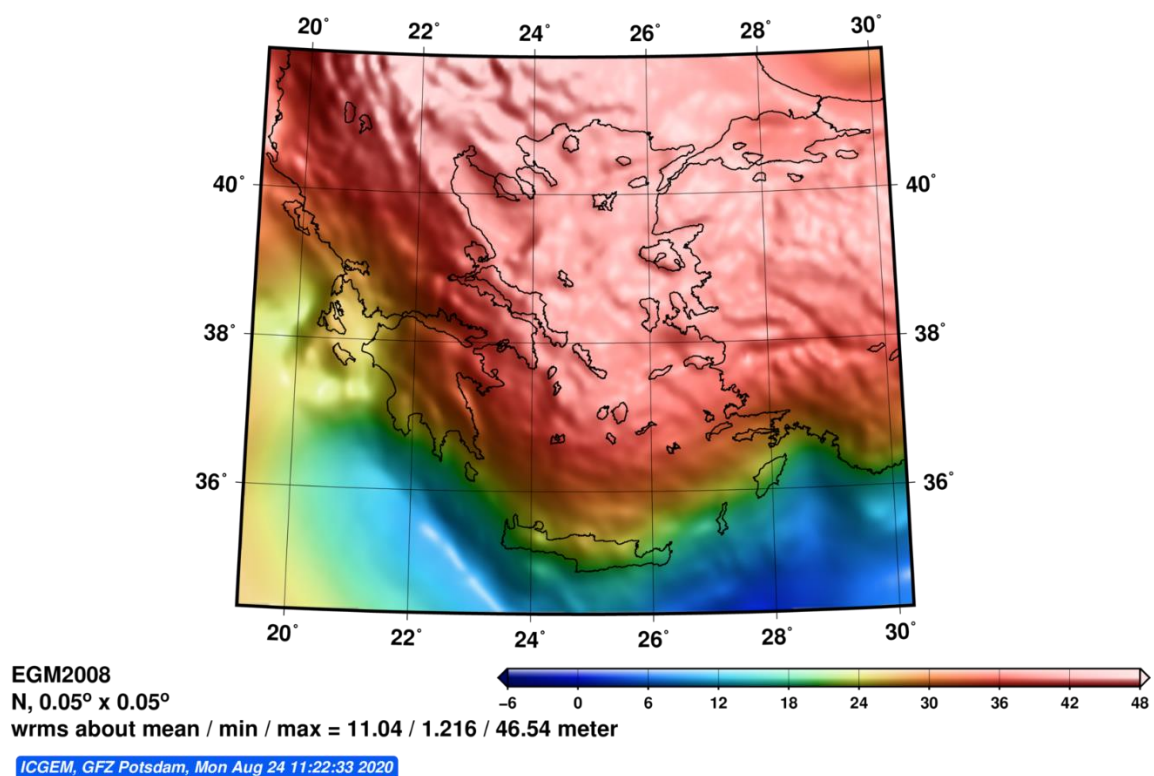 20° 22° 24° 26° 28° 30°
40° 40°
38° 38°
36° 36°
20° 22° 24° 26° 28° 30°
EGM2008
N, 0.05º x 0.05º
wrms about mean / min / max = 11.04 / 1.216 / 46.54 meter
−6 0 6 12 18 24 30 36 42 48
ICGEM, GFZ Potsdam, Mon Aug 24 11:22:33 2020